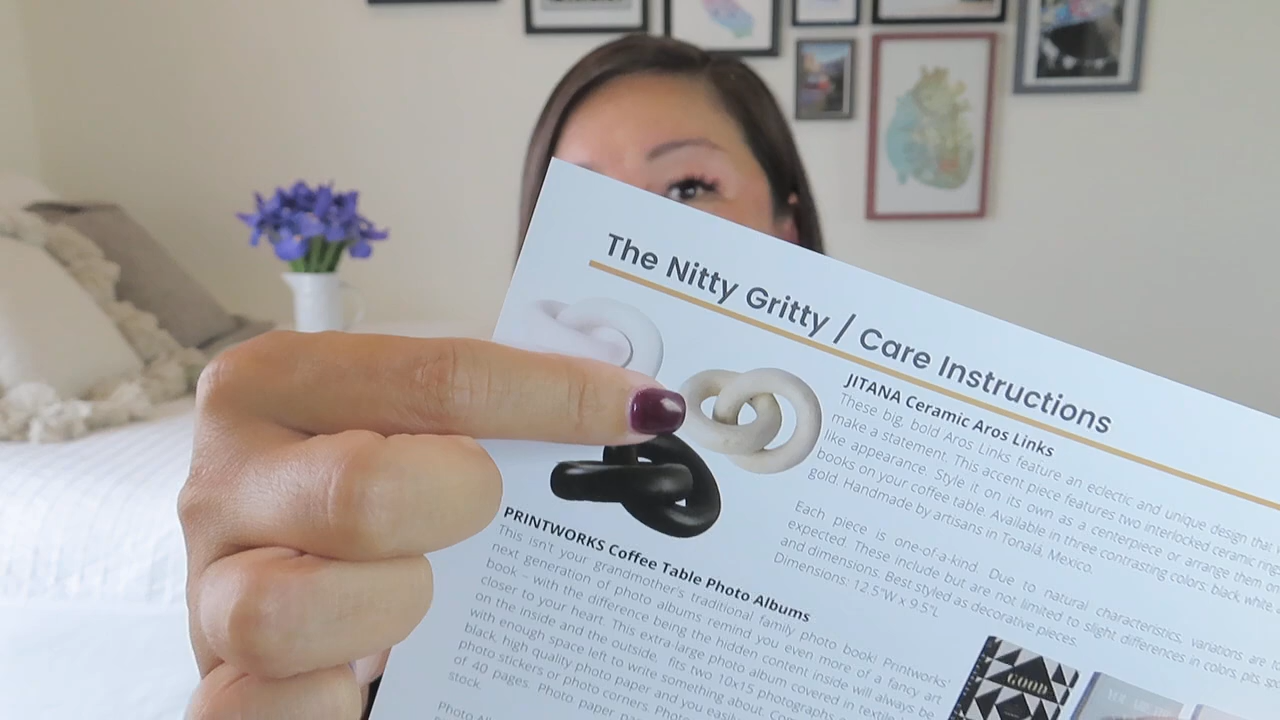 The Nitty Gritty / Care Instructions
JITANA Ceramic Aros Links
These big, bold Aros Links feature an eclectic and unique design that
make a statement. This accent piece features two interlocked ceramic rings
like appearance. Style it on its own as a centerpiece or arrange them on
books on your coffee table. Available in three contrasting colors: black, white,
gold. Handmade by artisans in Tonalá, Mexico.
Each piece is one-of-a-kind. Due to natural characteristics, variations are
expected. These include but are not limited to slight differences in colors, pits
and dimensions. Best styled as decorative pieces.
Dimensions: 12.5"W x 9.5"L
PRINTWORKS Coffee Table Photo Albums
This isn't your grandmother's traditional family photo book! Printworks'
next generation of photo albums remind you even more of a fancy art
book – with the difference being the hidden content inside will always be
closer to your heart. This extra-large photo album covered in textile
on the inside and the outside, fits two 10x15 photographs
with enough space left to write something about.
black, high quality photo paper and you easily
photo stickers or photo corners.
of 40 pages. Photo paper
stock.
Photo
GOOD